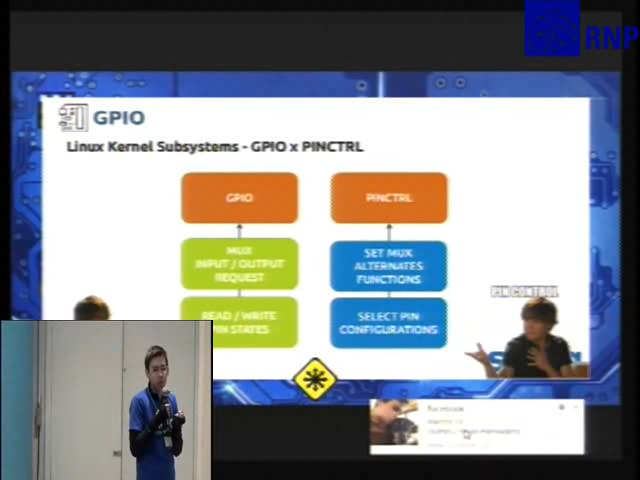 RNP
GPIO
Linux Kernel Subsystems - GPIO x PINCTRL
GPIO
PINCTRL
MUX
INPUT / OUTPUT
REQUEST
SET MUX
ALTERNATES
FUNCTIONS
PIN CONTROL
READ / WRITE
PIN STATES
SELECT PIN
CONFIGURATIONS
Facebook